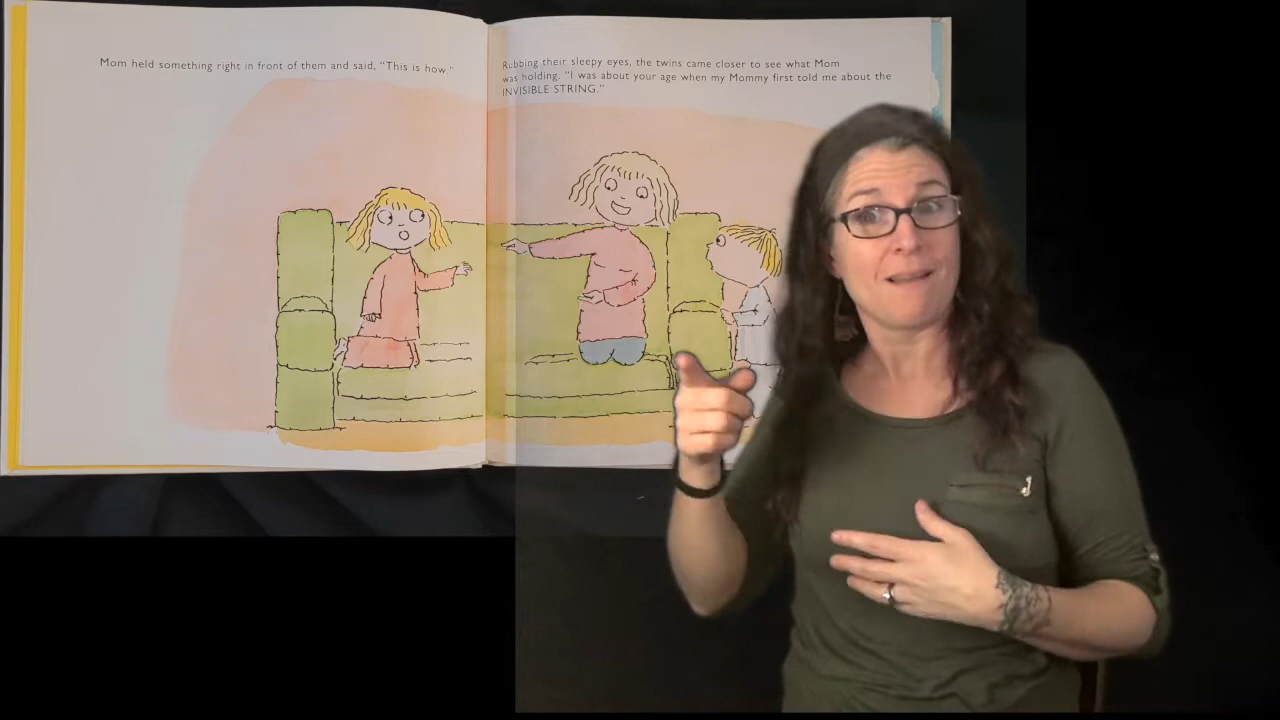 Mom held something right in front of them and said, "This is how."
Rubbing their sleepy eyes, the twins came closer to see what Mom
was holding. "I was about your age when my Mommy first told me about the
INVISIBLE STRING."